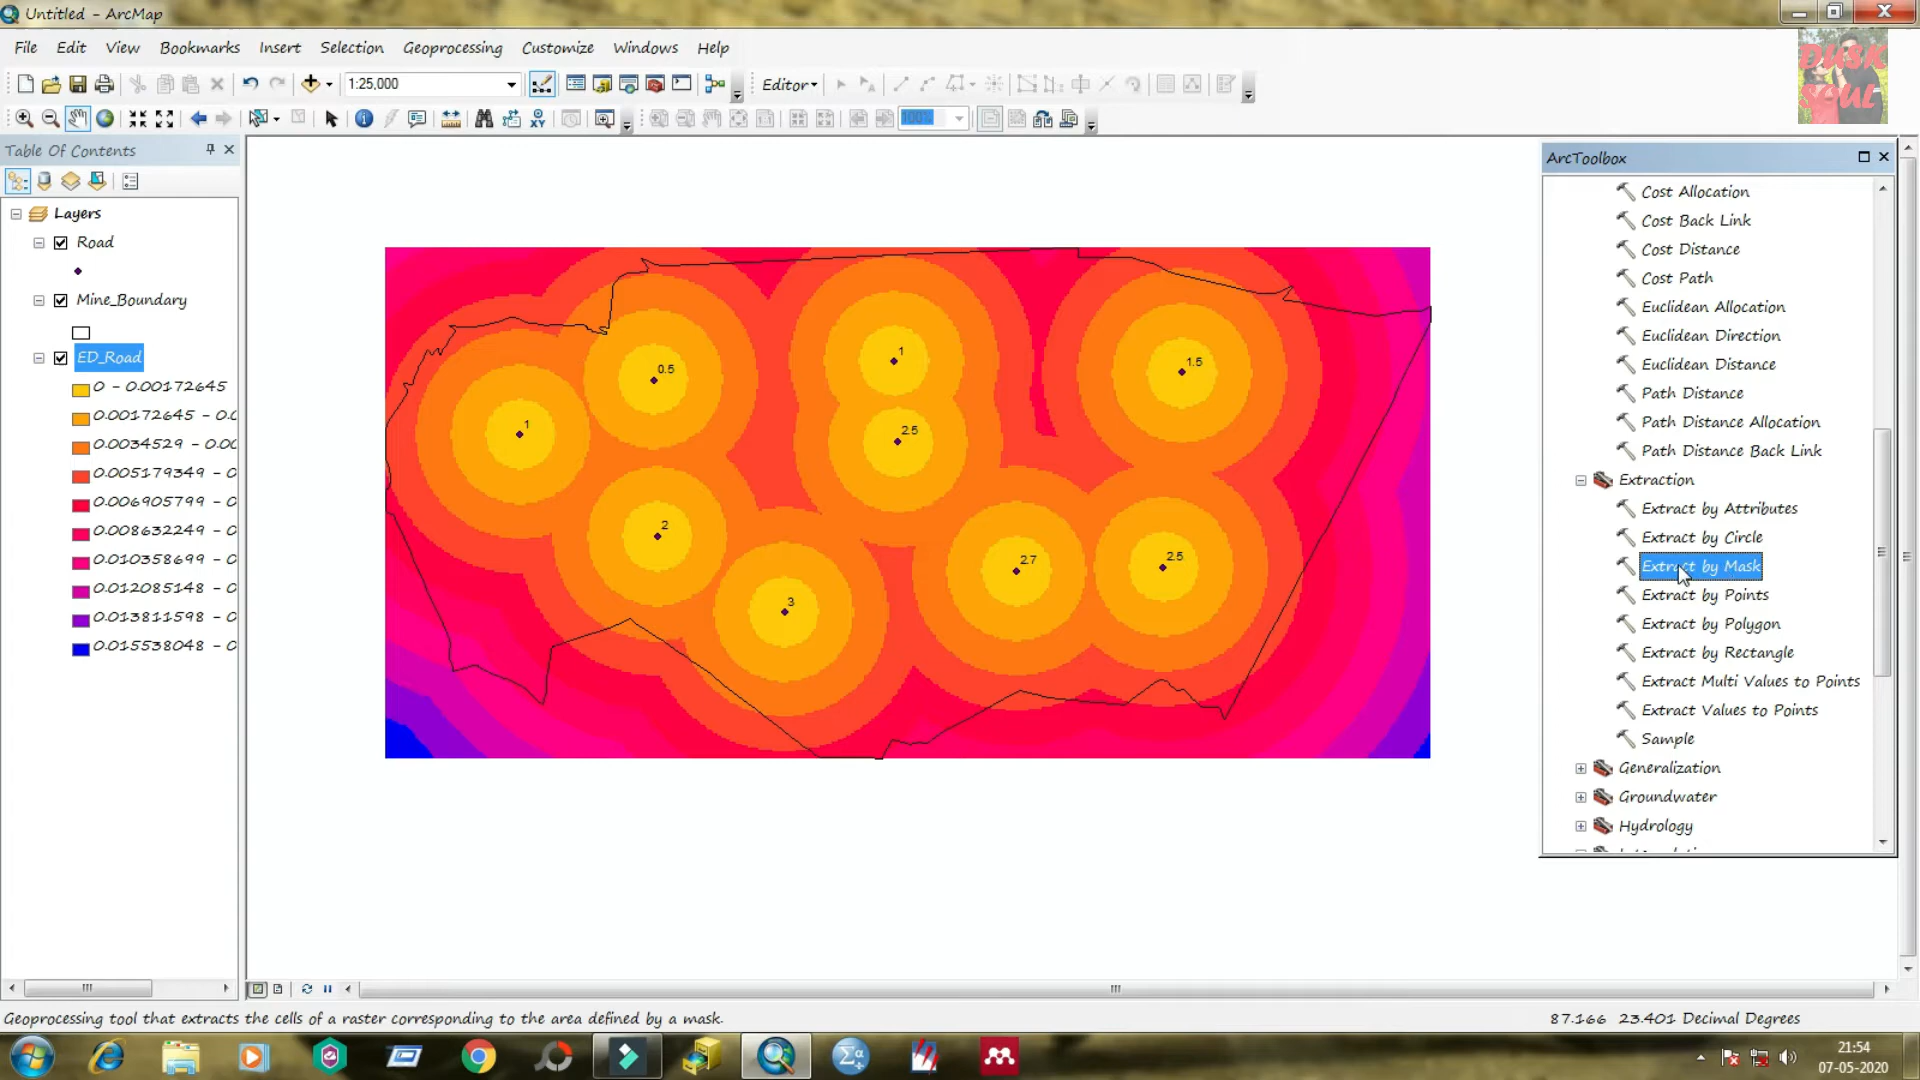 Untitled - ArcMap
DUSK
SOUL
File Edit View Bookmarks Insert Selection Geoprocessing Customize Windows Help
1:25,000
Editor
100%
Table Of Contents
Layers
Road
Mine_Boundary
ED_Road
0 - 0.00172645
0.00172645 - 0.0
0.0034529 - 0.00
0.005179349 - 0
0.006905799 - 0
0.008632249 - 0
0.010358699 - 0
0.012085148 - 0
0.013811598 - 0
0.015538048 - 0
1
0.5
1
1.5
2.5
2
3
2.7
2.5
ArcToolbox
Cost Allocation
Cost Back Link
Cost Distance
Cost Path
Euclidean Allocation
Euclidean Direction
Euclidean Distance
Path Distance
Path Distance Allocation
Path Distance Back Link
Extraction
Extract by Attributes
Extract by Circle
Extract by Mask
Extract by Points
Extract by Polygon
Extract by Rectangle
Extract Multi Values to Points
Extract Values to Points
Sample
Generalization
Groundwater
Hydrology
Geoprocessing tool that extracts the cells of a raster corresponding to the area defined by a mask.
87.166 23.401 Decimal Degrees
21:54
07-05-2020